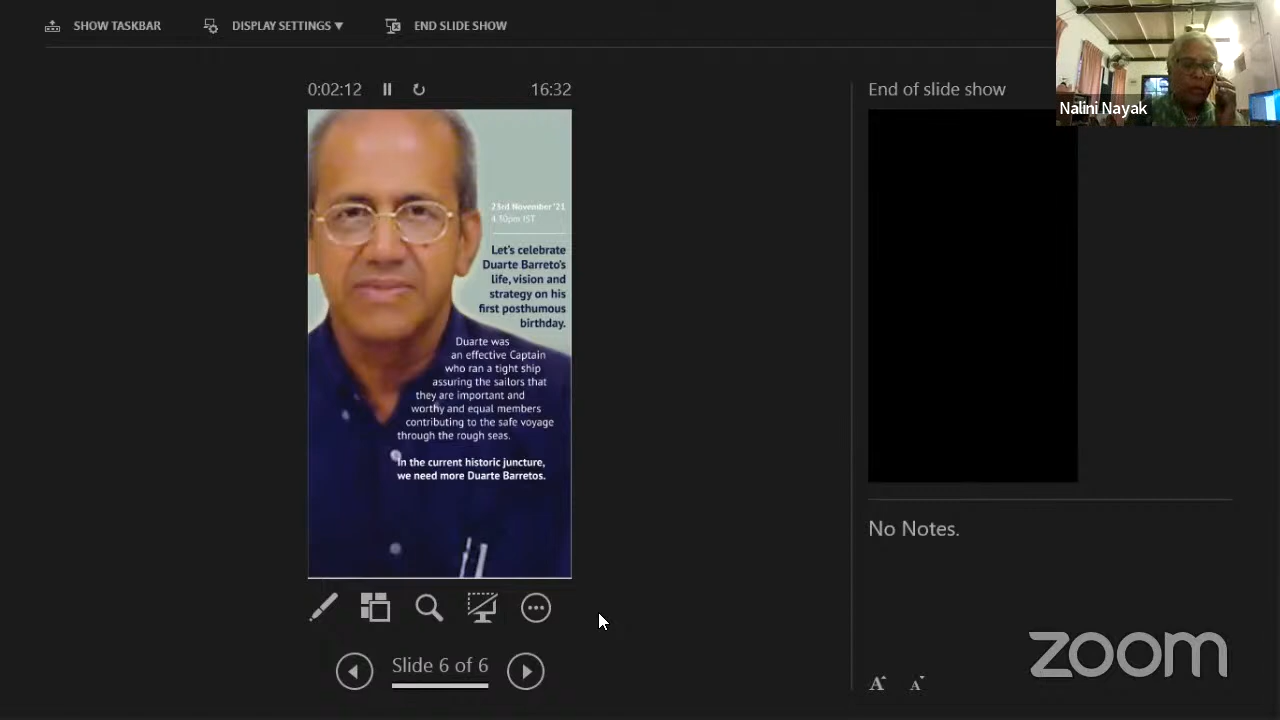 SHOW TASKBAR
DISPLAY SETTINGS ▼
END SLIDE SHOW
0:02:12
16:32
End of slide show
Nalini Nayak
23rd November '21
4.30pm IST
Let's celebrate
Duarte Barreto's
life, vision and
strategy on his
first posthumous
birthday.
Duarte was
an effective Captain
who ran a tight ship
assuring the sailors that
they are important and
worthy and equal members
contributing to the safe voyage
through the rough seas.
In the current historic juncture,
we need more Duarte Barretos.
No Notes.
Slide 6 of 6
A A
zoom